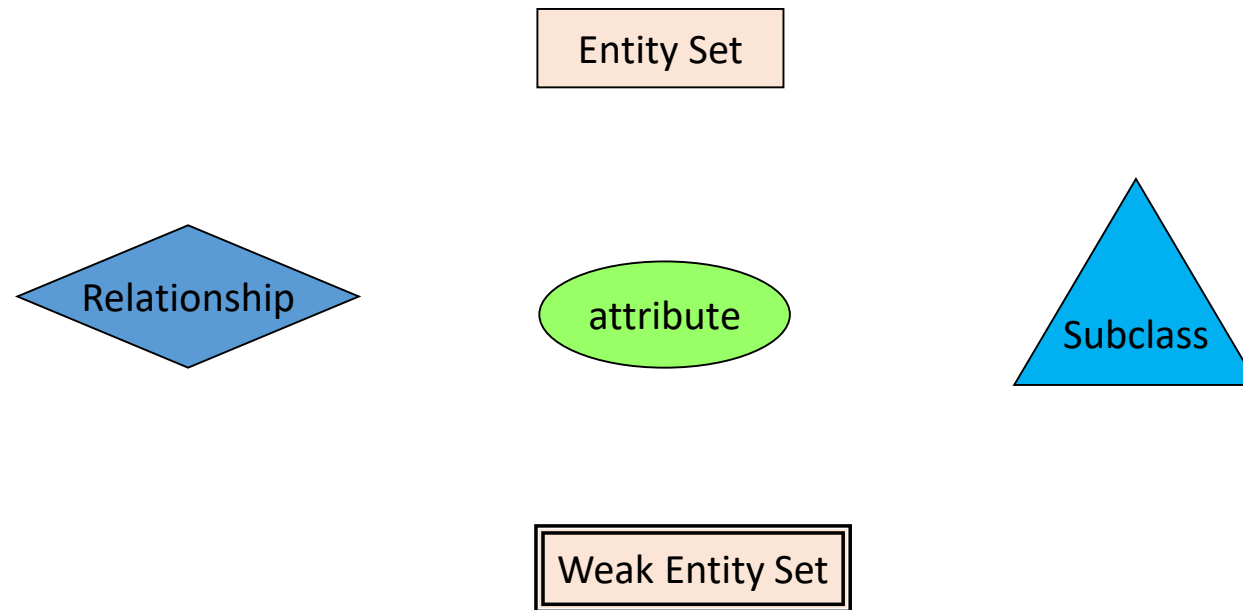 Entity Set
Relationship
attribute
Subclass
Weak Entity Set